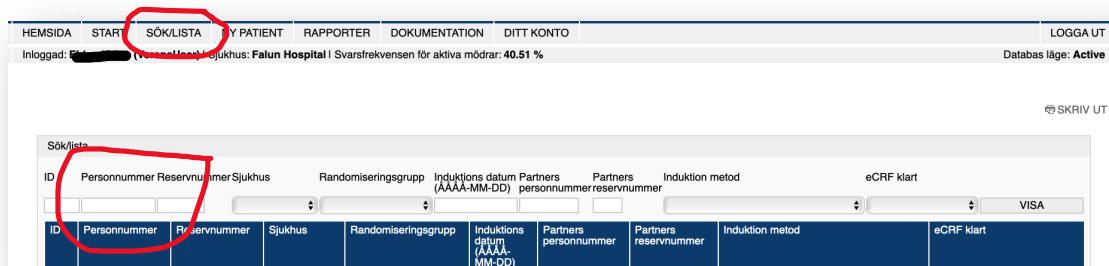 HEMSIDA START SÖK/LISTA NY PATIENT RAPPORTER DOKUMENTATION DITT KONTO LOGGA UT
Inloggad: Sjukhus: Falun Hospital | Svarsfrekvensen för aktiva mödrar: 40.51 % Databas läge: Active
SKRIV UT
Sök/lista
ID Personnummer Reservnummer Sjukhus Randomiseringsgrupp Induktions datum Partners Partners Induktion metod eCRF klart
(ÅÅÅÅ-MM-DD) personnummer reservnummer
VISA
ID Personnummer Reservnummer Sjukhus Randomiseringsgrupp Induktions Partners Partners Induktion metod eCRF klart
datum personnummer reservnummer
(ÅÅÅÅ-
MM-DD)